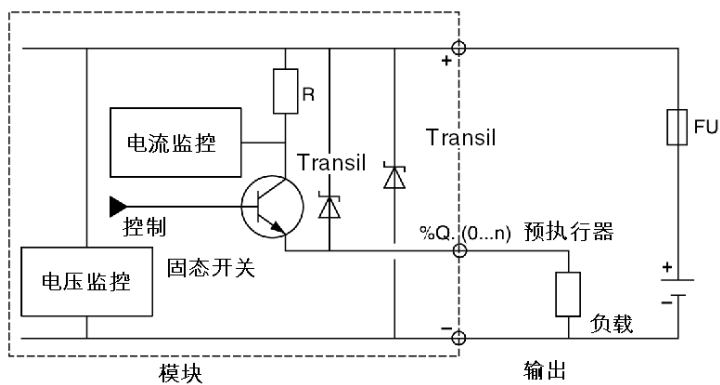 +
R
FU
Transil
电流监控
Transil
控制
%Q. (0...n)
预执行器
固态开关
电压监控
+
−
负载
−
模块
输出